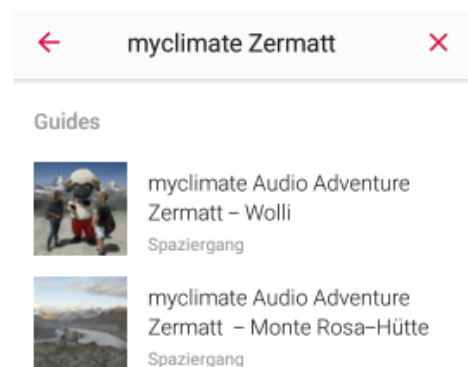 myclimate Zermatt
Guides
myclimate Audio Adventure
Zermatt – Wolli
Spaziergang
myclimate Audio Adventure
Zermatt – Monte Rosa-Hütte
Spaziergang